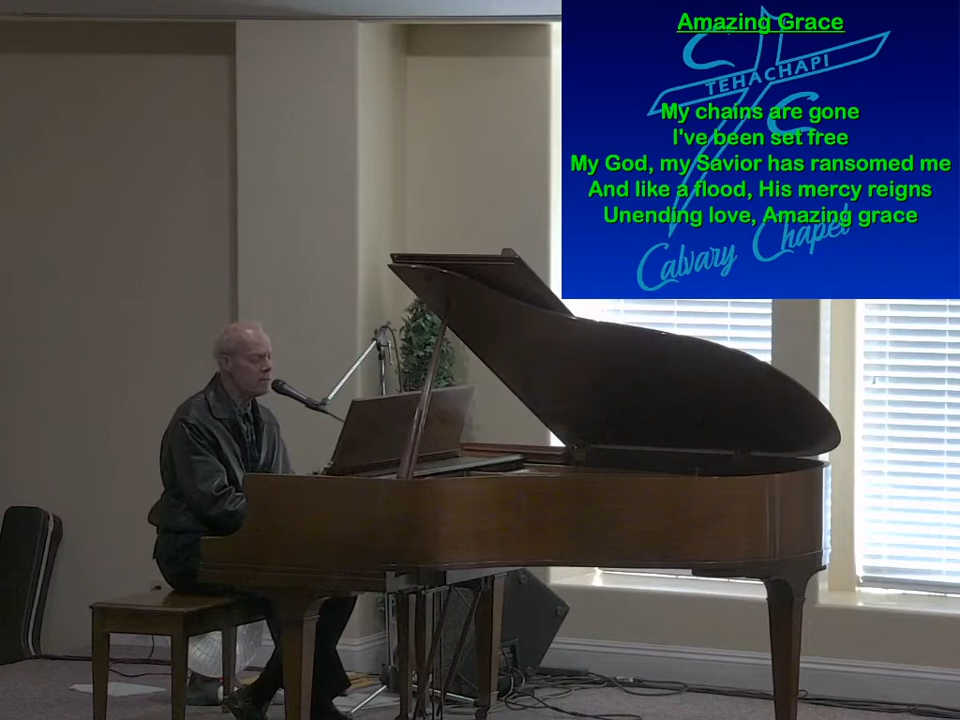 Amazing Grace
TEHACHAPI
My chains are gone
I've been set free
My God, my Savior has ransomed me
And like a flood, His mercy reigns
Unending love, Amazing grace
Calvary Chapel